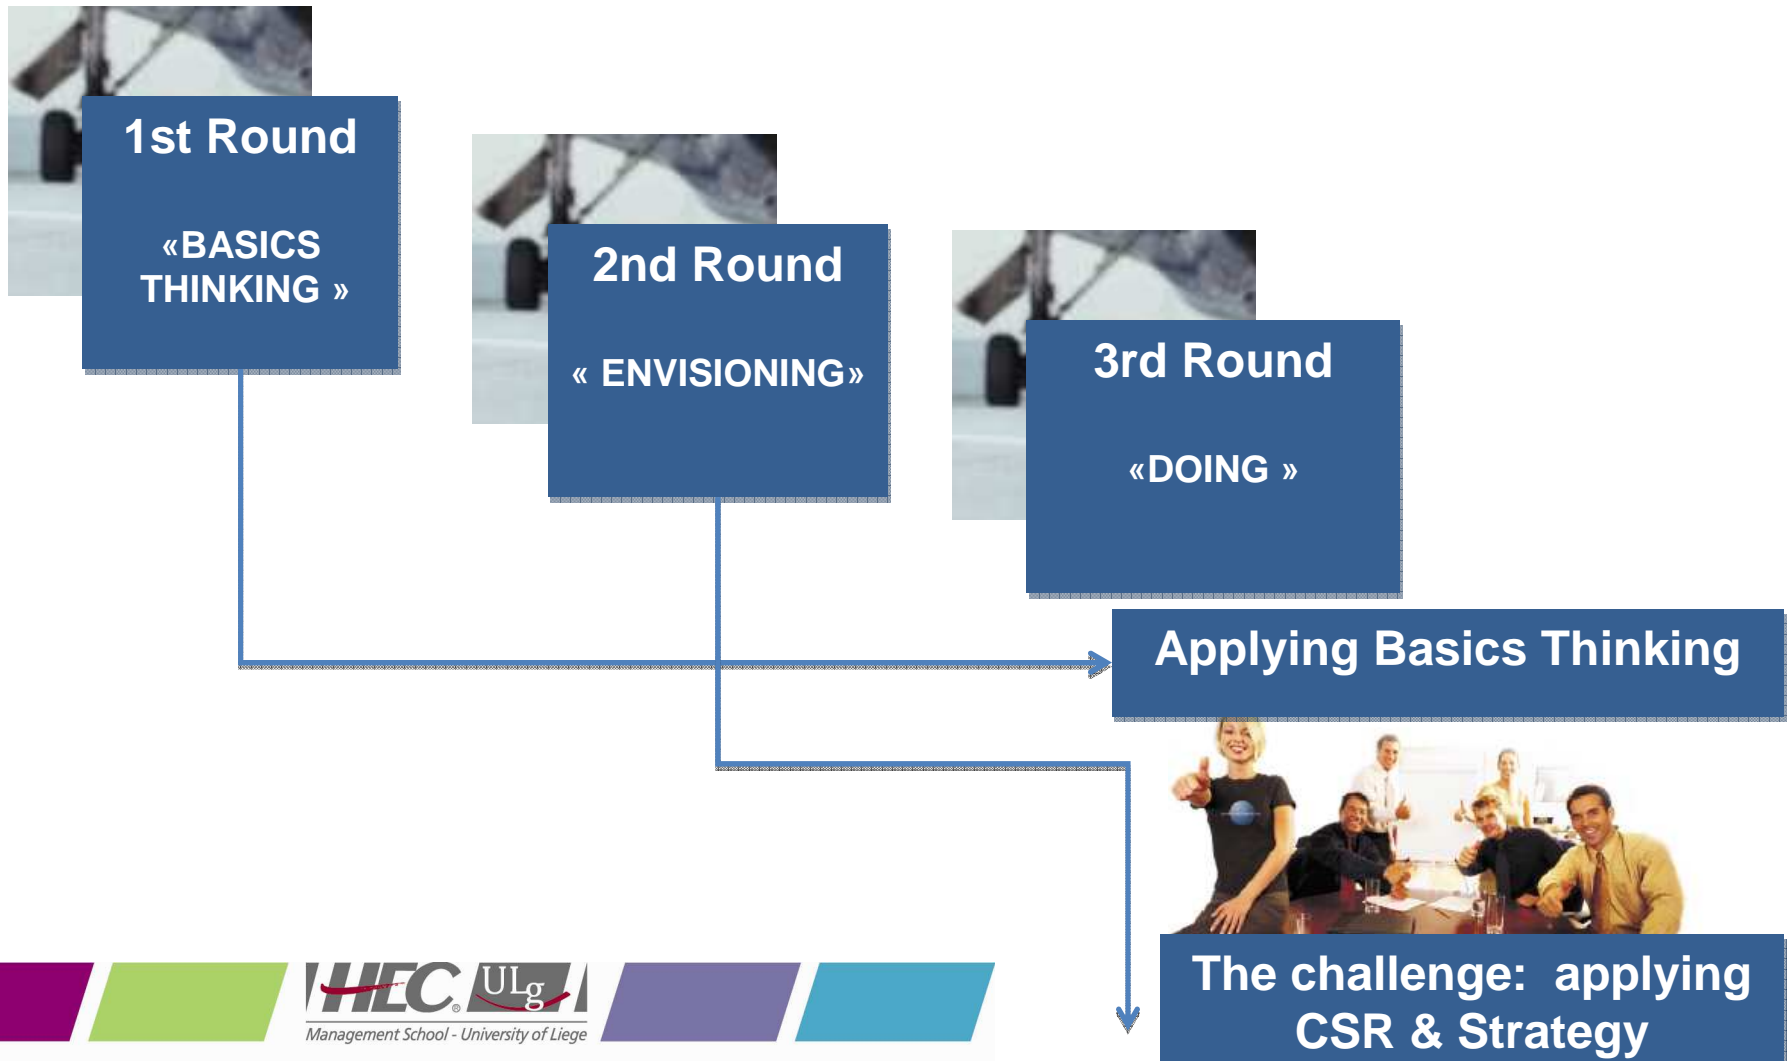 1st Round
«BASICS
THINKING »
2nd Round
« ENVISIONING»
3rd Round
«DOING »
Applying Basics Thinking
The challenge: applying
CSR & Strategy
HEC® ULg
Management School - University of Liege